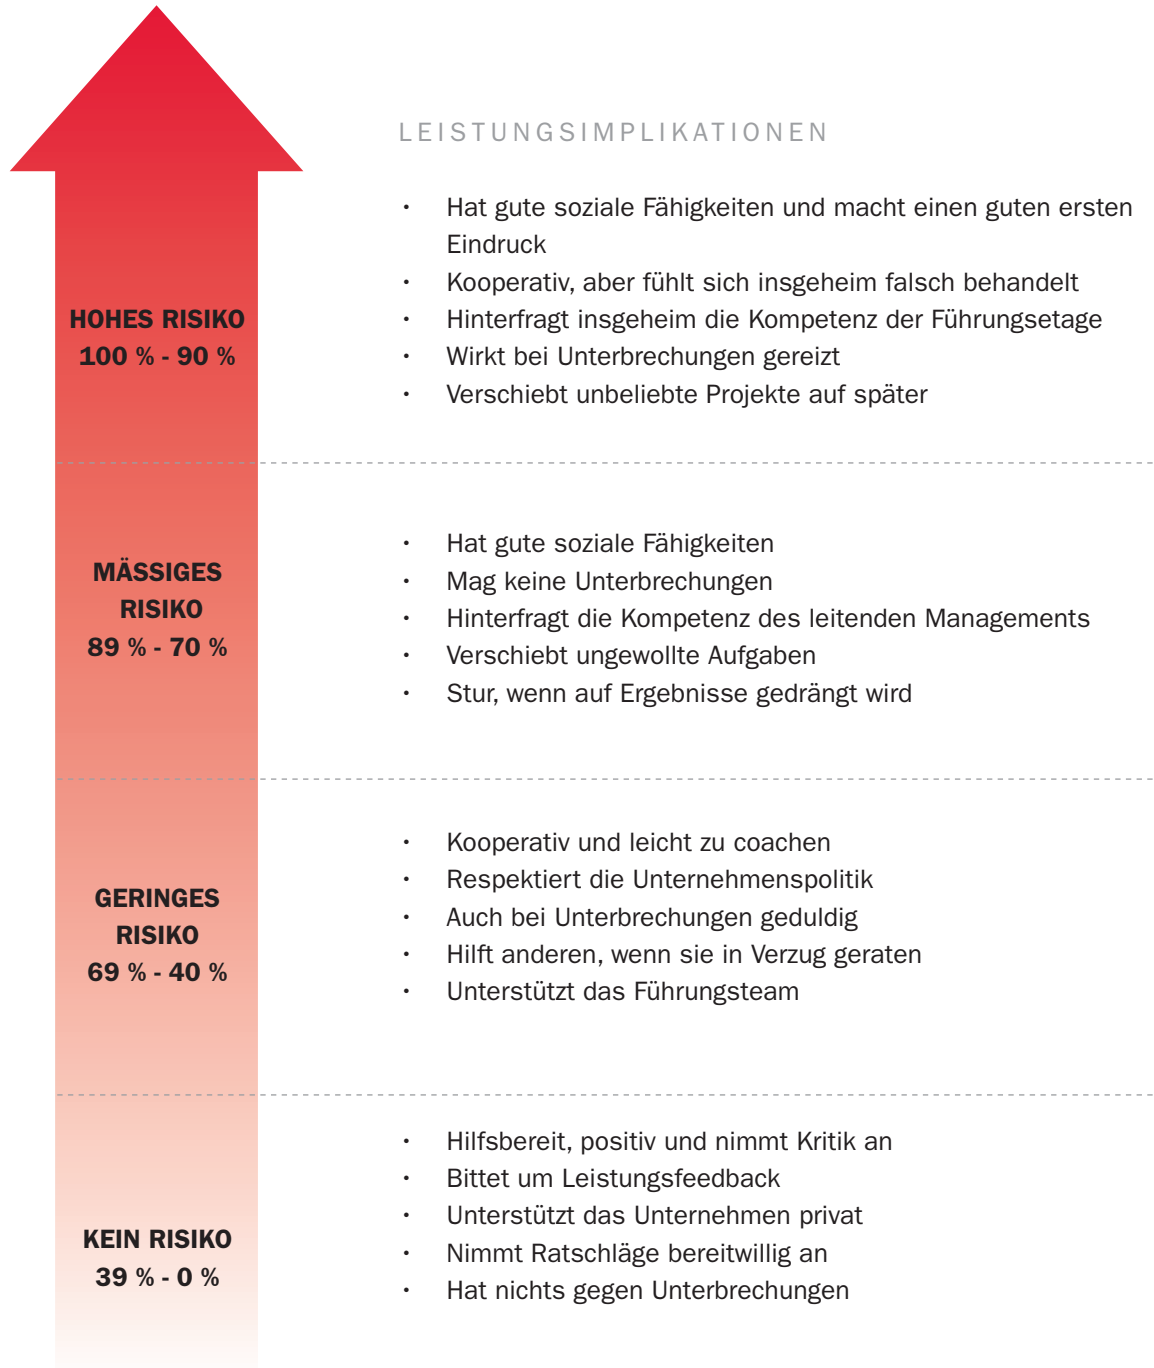 LEISTUNGSIMPLIKATIONEN
HOHES RISIKO
100 % - 90 %
• Hat gute soziale Fähigkeiten und macht einen guten ersten
Eindruck
• Kooperativ, aber fühlt sich insgeheim falsch behandelt
• Hinterfragt insgeheim die Kompetenz der Führungsetage
• Wirkt bei Unterbrechungen gereizt
• Verschiebt unbeliebte Projekte auf später
MÄSSIGES
RISIKO
89 % - 70 %
• Hat gute soziale Fähigkeiten
• Mag keine Unterbrechungen
• Hinterfragt die Kompetenz des leitenden Managements
• Verschiebt ungewollte Aufgaben
• Stur, wenn auf Ergebnisse gedrängt wird
GERINGES
RISIKO
69 % - 40 %
• Kooperativ und leicht zu coachen
• Respektiert die Unternehmenspolitik
• Auch bei Unterbrechungen geduldig
• Hilft anderen, wenn sie in Verzug geraten
• Unterstützt das Führungsteam
KEIN RISIKO
39 % - 0 %
• Hilfsbereit, positiv und nimmt Kritik an
• Bittet um Leistungsfeedback
• Unterstützt das Unternehmen privat
• Nimmt Ratschläge bereitwillig an
• Hat nichts gegen Unterbrechungen